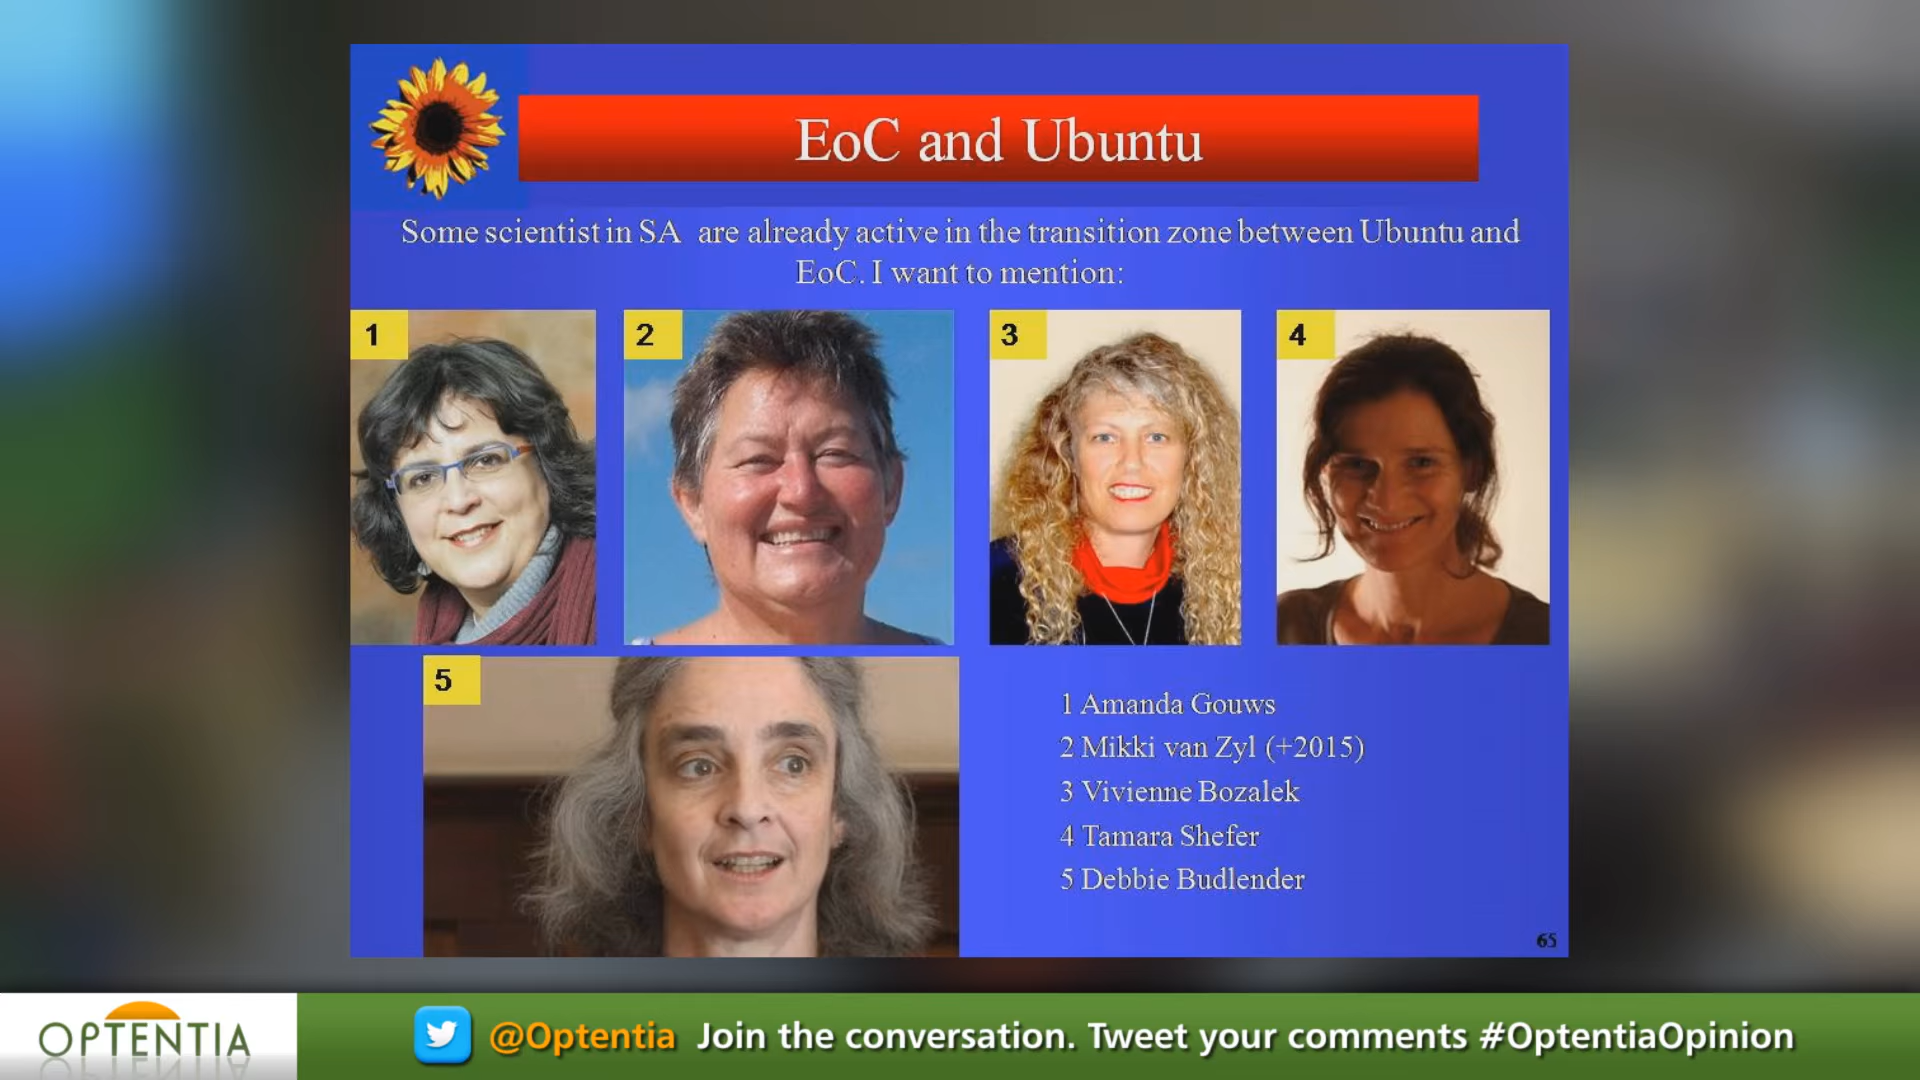 EoC and Ubuntu
Some scientist in SA are already active in the transition zone between Ubuntu and
EoC. I want to mention:
1
2
3
4
5
1 Amanda Gouws
2 Mikki van Zyl (+2015)
3 Vivienne Bozalek
4 Tamara Shefer
5 Debbie Budlender
65
OPTENTIA
@Optentia Join the conversation. Tweet your comments #OptentiaOpinion